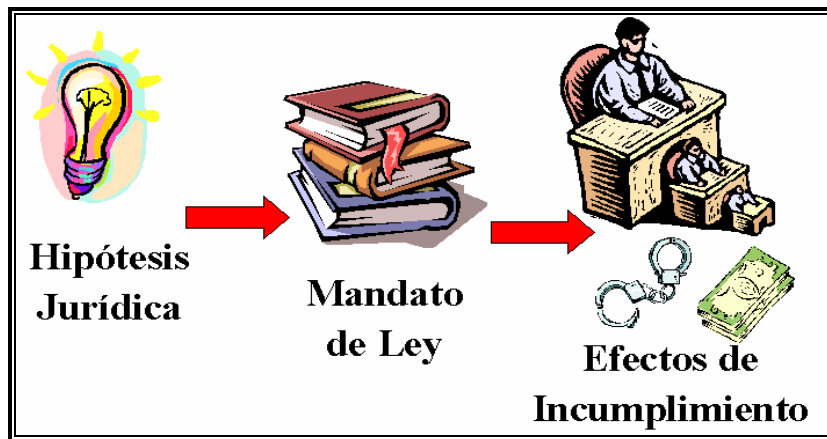 Hipótesis
Jurídica
Mandato
de Ley
Efectos de
Incumplimiento